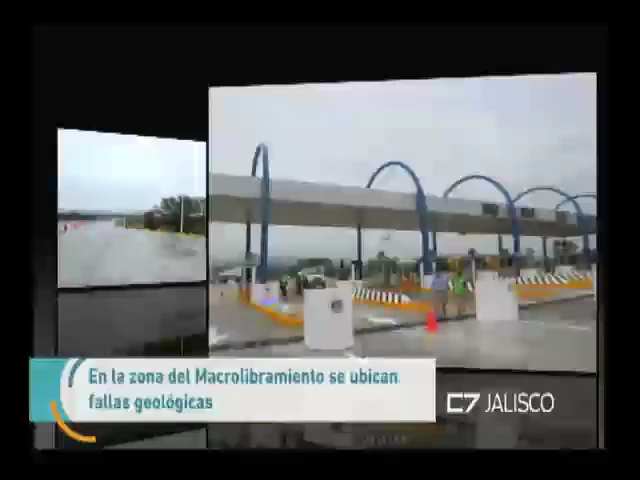 En la zona del Macrolibramiento se ubican
fallas geológicas
C7 JALISCO